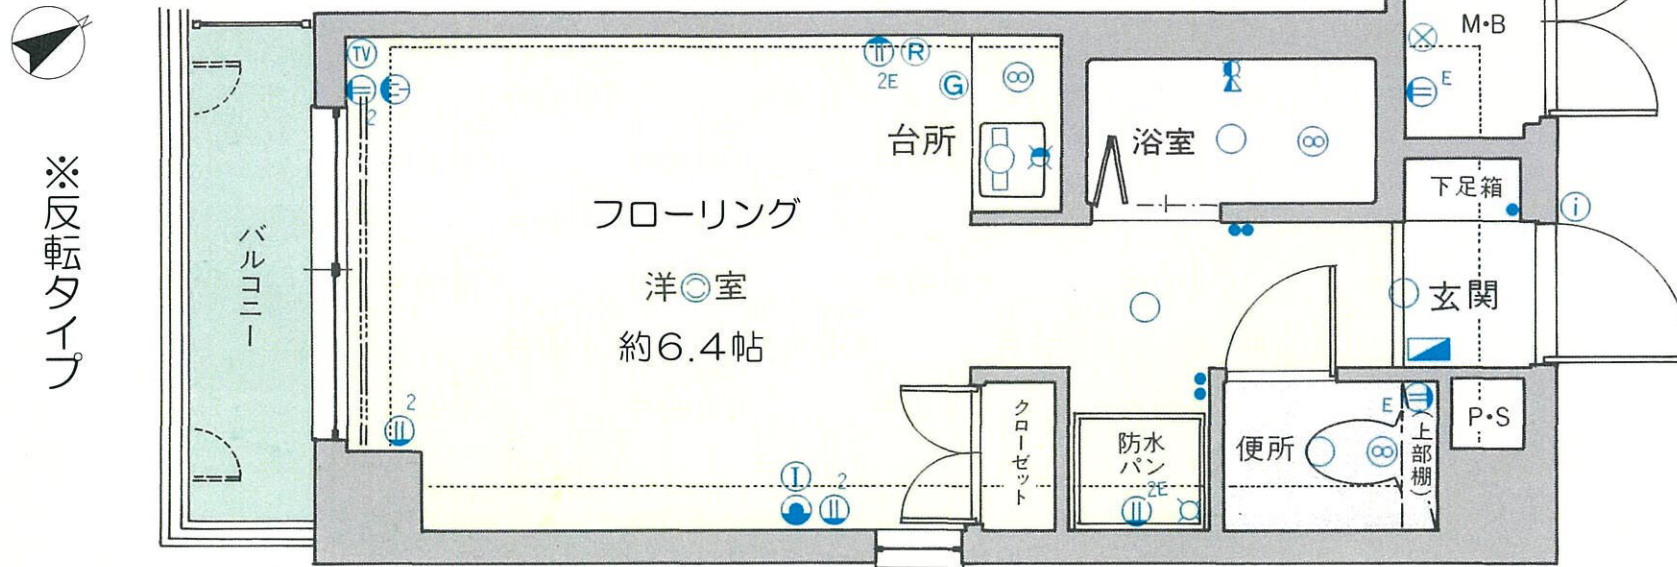 N
※反転タイプ
バルコニー
TV
2
2E
R
G
台所
フローリング
洋室
約6.4帖
2
I
2
クローゼット
浴室
M・B
E
下足箱
i
玄関
防水
パン
2E
便所
E
(上部棚)
P・S